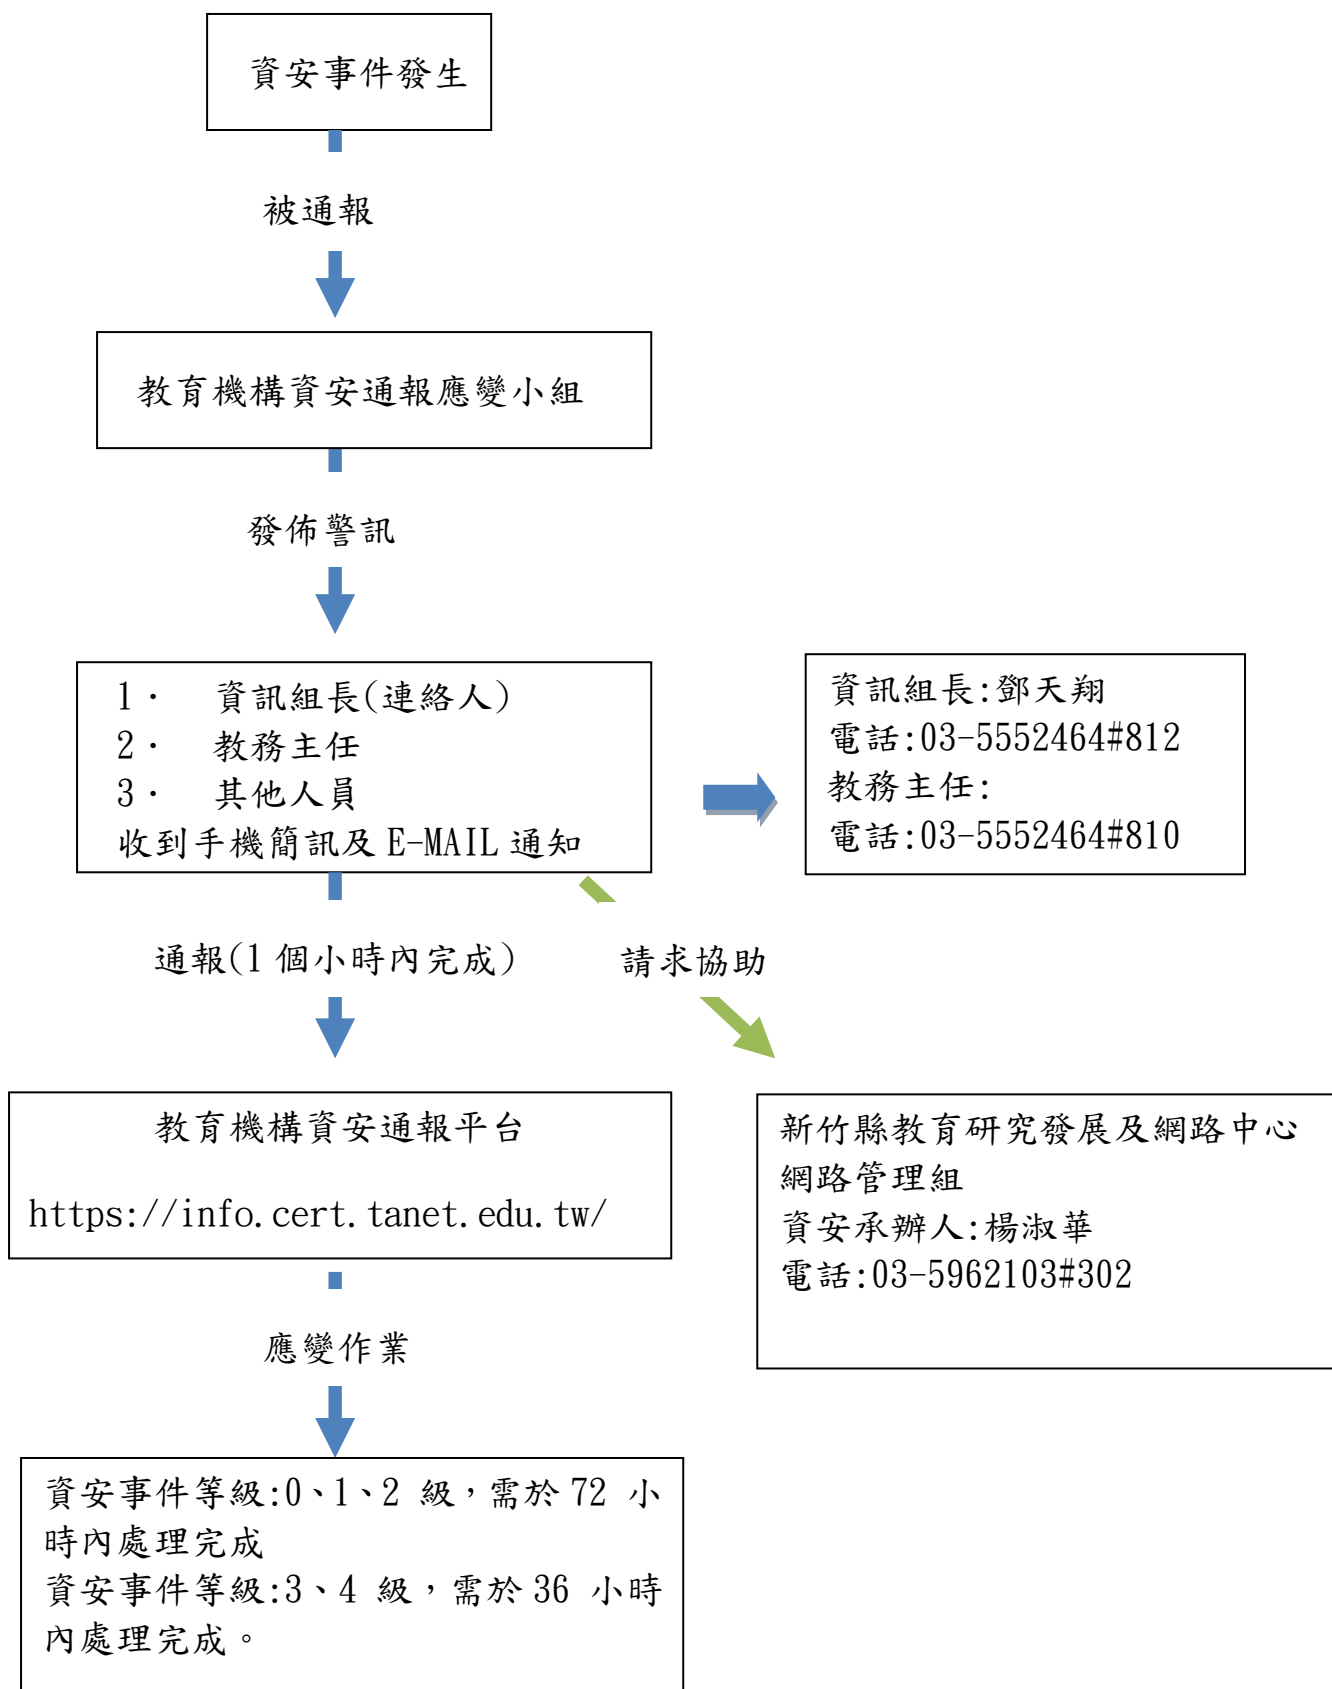 資安事件發生
被通報
教育機構資安通報應變小組
發佈警訊
1. 資訊組長(連絡人)
2. 教務主任
3. 其他人員
收到手機簡訊及 E-MAIL 通知
資訊組長:鄧天翔
電話:03-5552464#812
教務主任:
電話:03-5552464#810
通報(1 個小時內完成)
請求協助
教育機構資安通報平台
https://info.cert.tanet.edu.tw/
新竹縣教育研究發展及網路中心
網路管理組
資安承辦人:楊淑華
電話:03-5962103#302
應變作業
資安事件等級:0、1、2 級，需於 72 小
時內處理完成
資安事件等級:3、4 級，需於 36 小時
內處理完成。